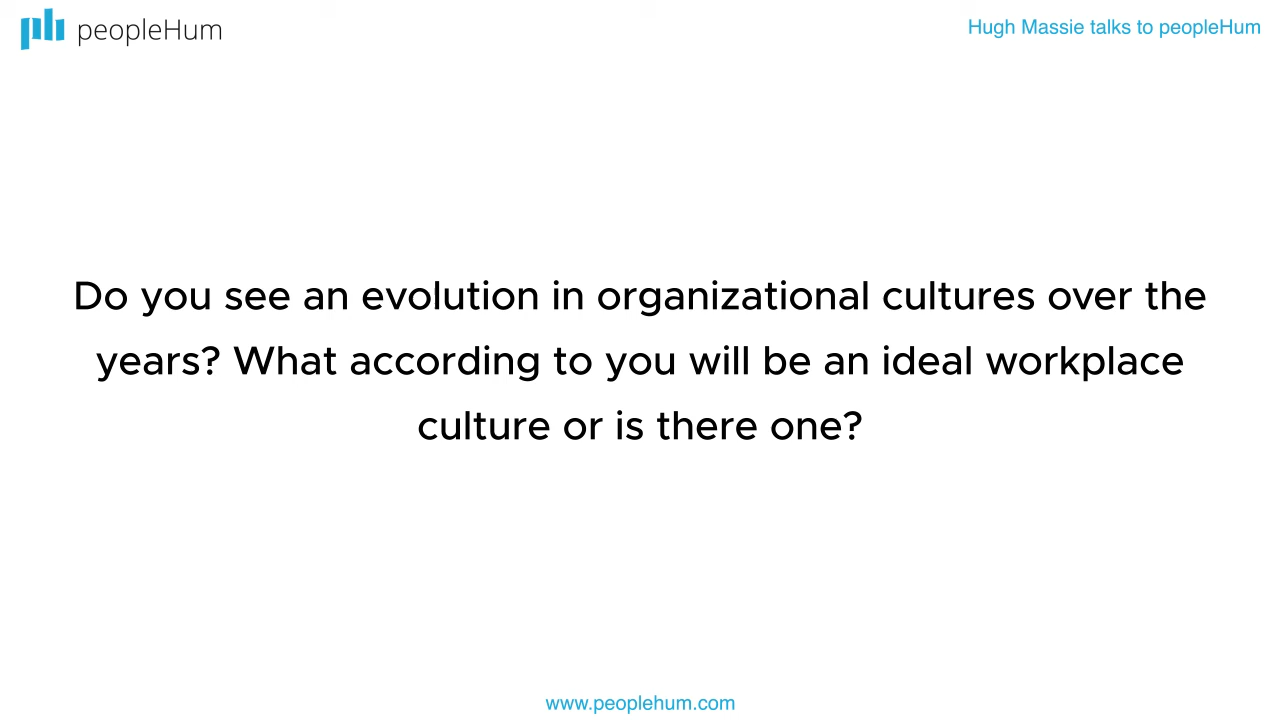 peopleHum
Hugh Massie talks to peopleHum
Do you see an evolution in organizational cultures over the
years? What according to you will be an ideal workplace
culture or is there one?
www.peoplehum.com